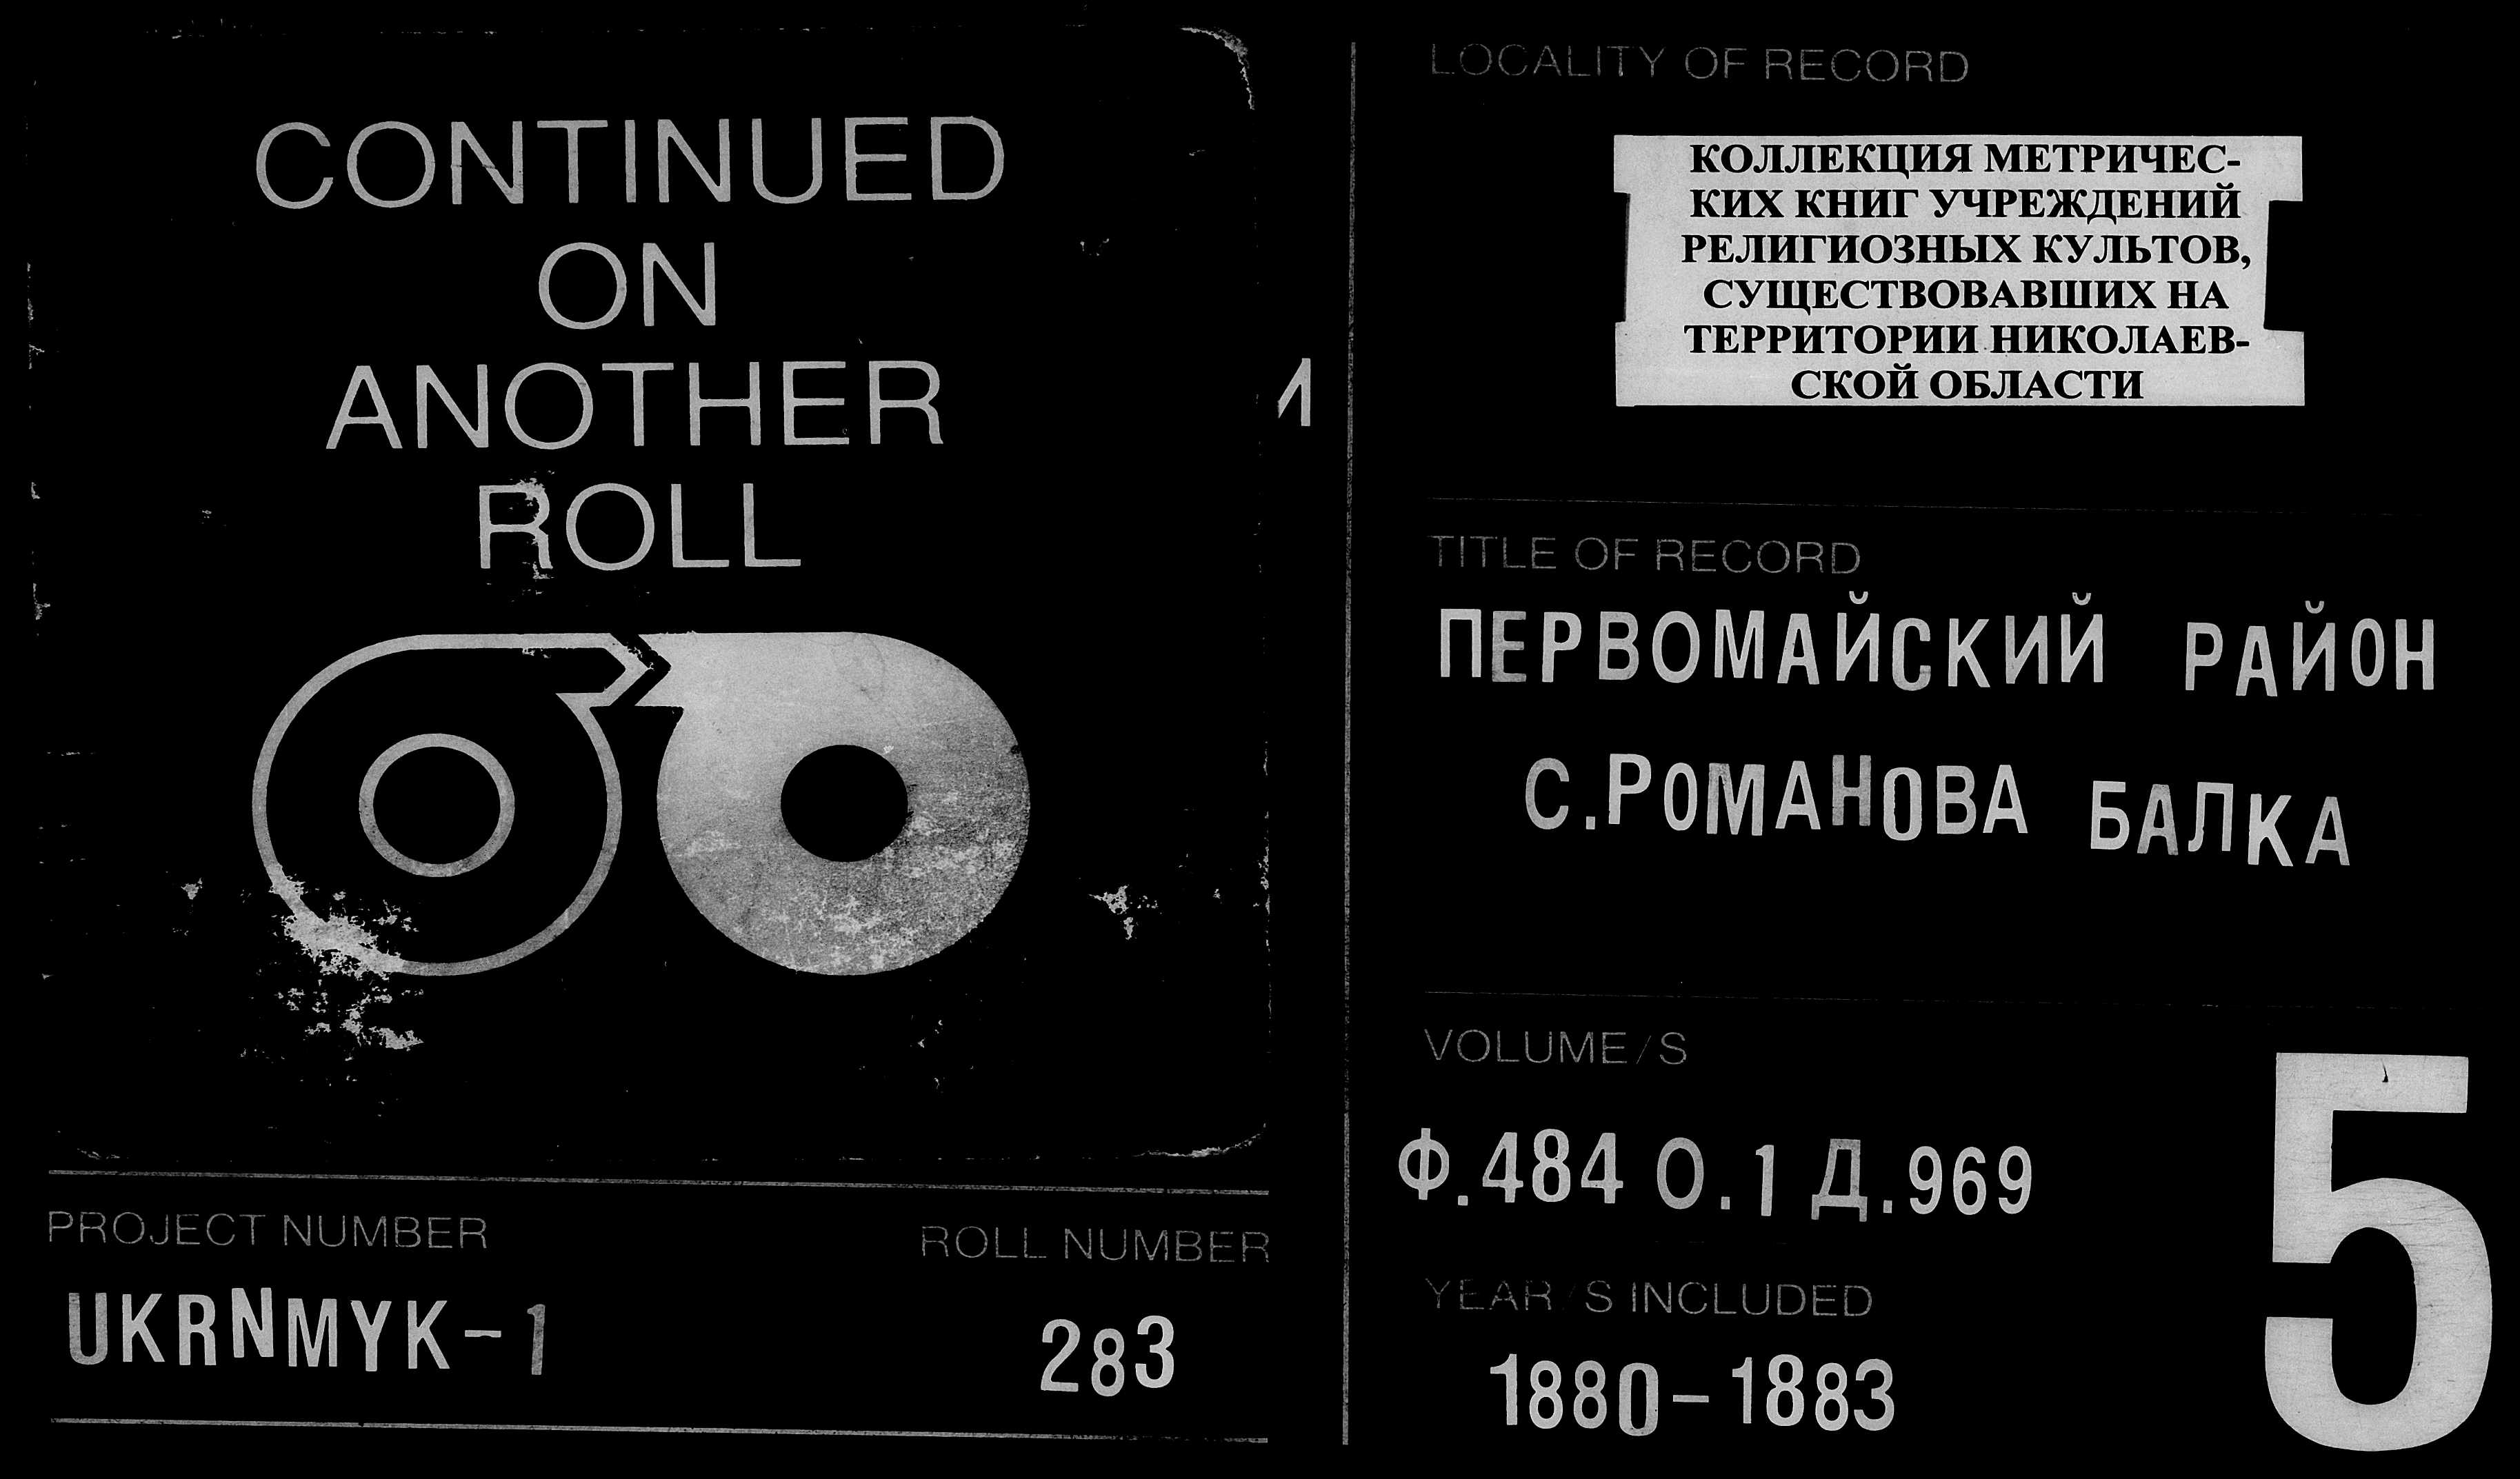 CONTINUED
ON
ANOTHER
ROLL
PROJECT NUMBER
UKRNMYK-1
ROLL NUMBER
283
LOCALITY OF RECORD
КОЛЛЕКЦИЯ МЕТРИЧЕС-
КИХ КНИГ УЧРЕЖДЕНИЙ
РЕЛИГИОЗНЫХ КУЛЬТОВ,
СУЩЕСТВОВАВШИХ НА
ТЕРРИТОРИИ НИКОЛАЕВ-
СКОЙ ОБЛАСТИ
TITLE OF RECORD
ПЕРВОМАЙСКИЙ РАЙОН
С.РОМАНОВА БАЛКА
VOLUME/S
Ф.484 О.1 Д.969
YEAR/S INCLUDED
1880-1883
5